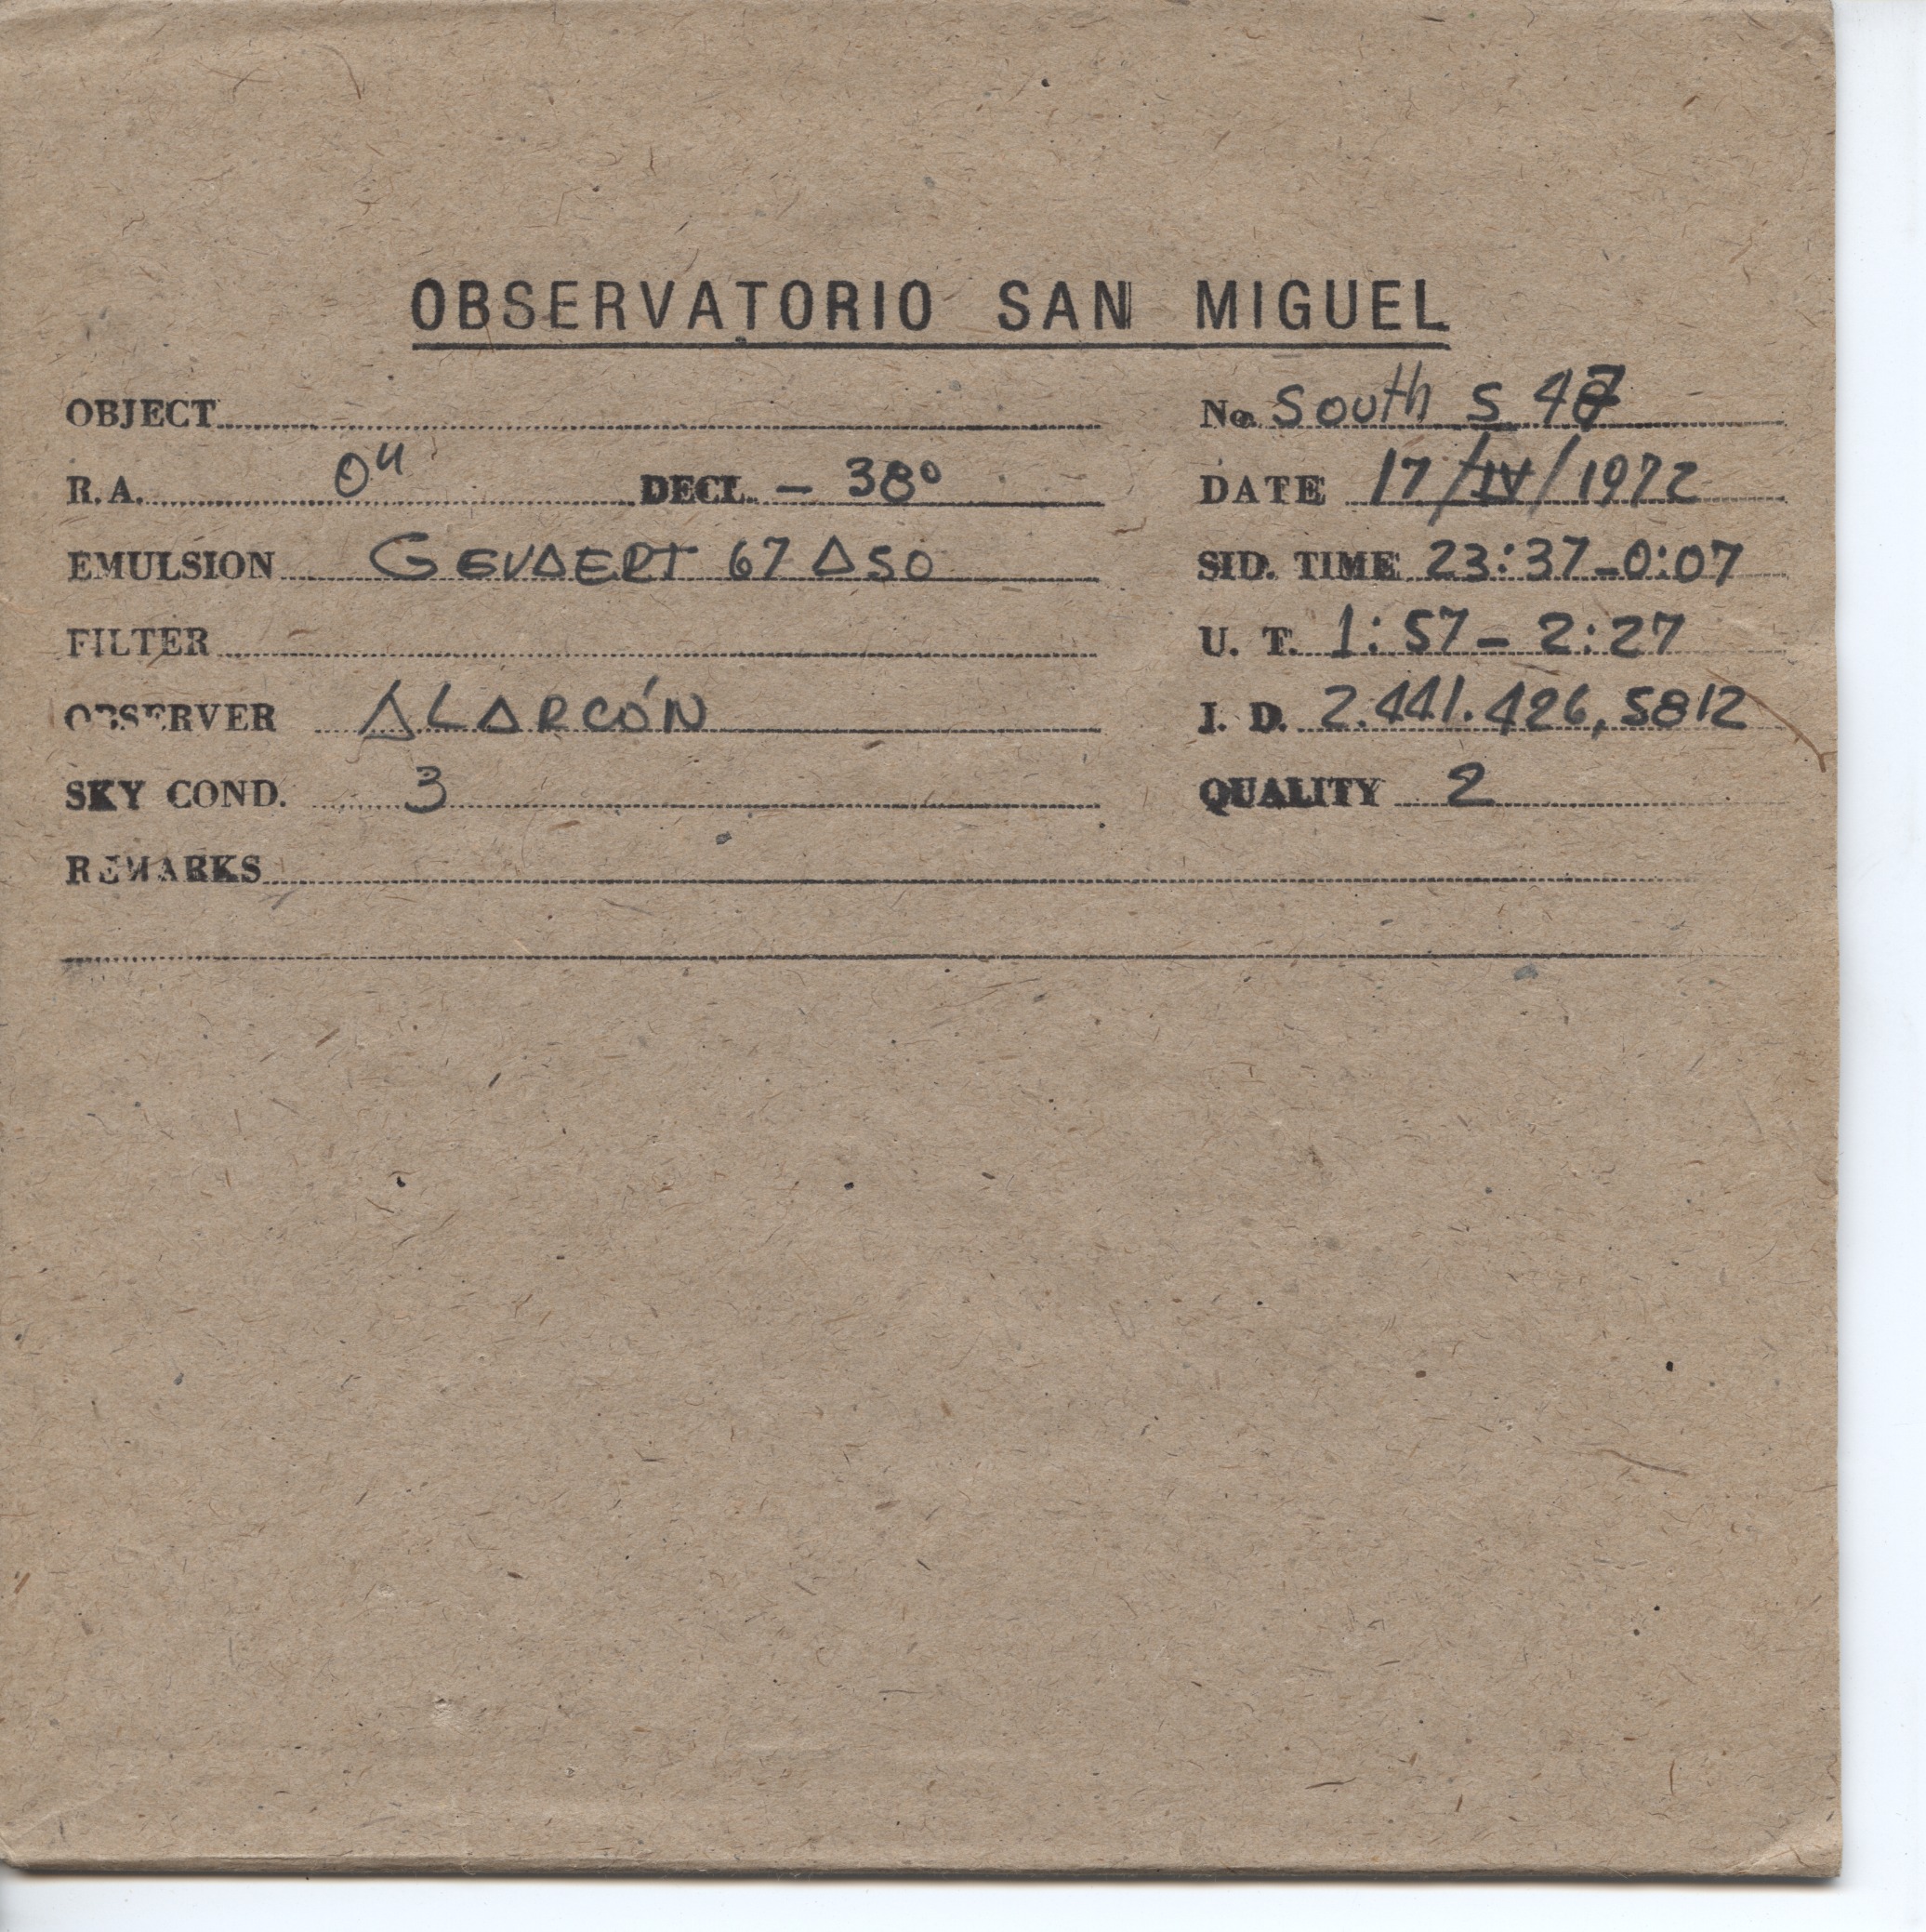 OBSERVATORIO SAN MIGUEL
OBJECT
No. South S 47
R.A. 0H DECL. - 38°
DATE 17/IV/1972
EMULSION GEVAERT 67 A50
SID. TIME 23:37-0:07
FILTER
U. T. 1:57 - 2:27
OBSERVER ALARCÓN
I. D. 2.441.426,5812
SKY COND. 3
QUALITY 2
REMARKS